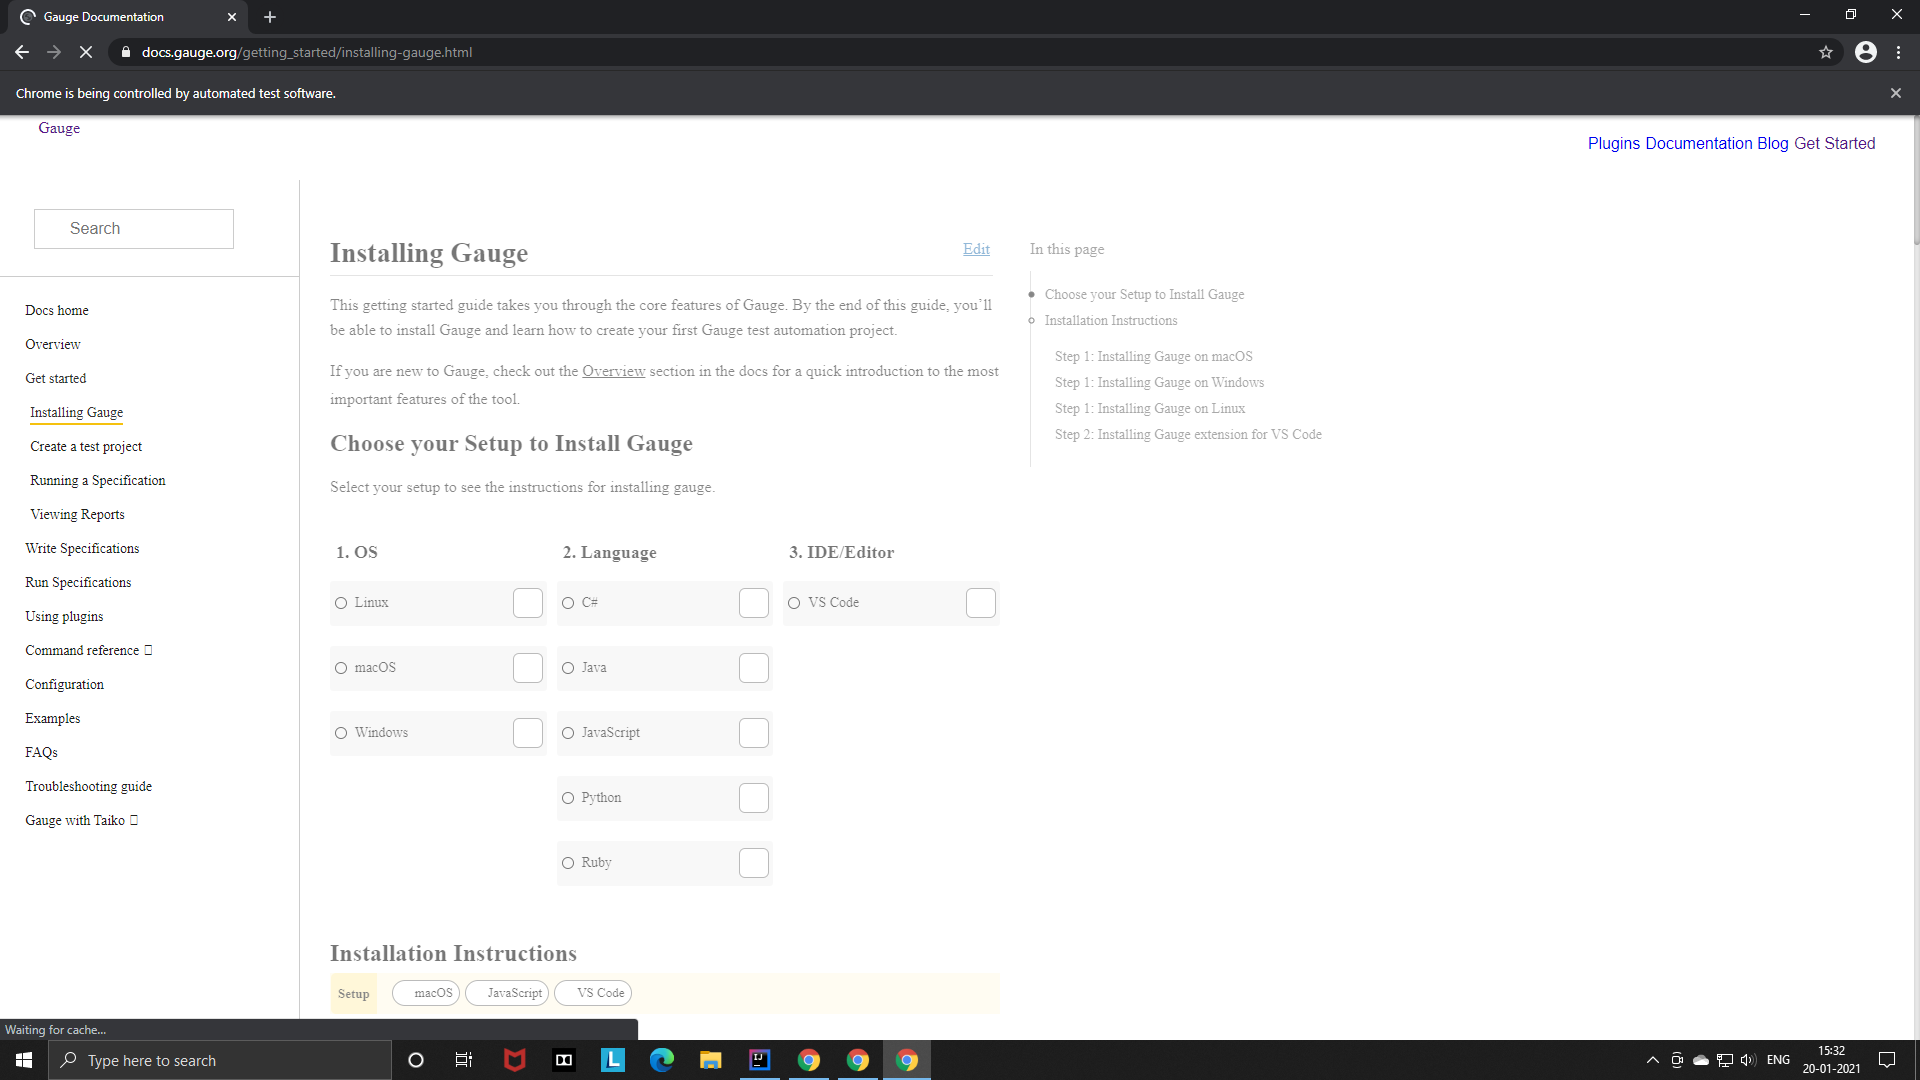 Gauge Documentation
docs.gauge.org/getting_started/installing-gauge.html
Chrome is being controlled by automated test software.
Gauge
Plugins Documentation Blog Get Started
Search
Docs home
Overview
Get started
Installing Gauge
Create a test project
Running a Specification
Viewing Reports
Write Specifications
Run Specifications
Using plugins
Command reference
Configuration
Examples
FAQs
Troubleshooting guide
Gauge with Taiko
Installing Gauge
Edit
This getting started guide takes you through the core features of Gauge. By the end of this guide, you’ll
be able to install Gauge and learn how to create your first Gauge test automation project.
If you are new to Gauge, check out the Overview section in the docs for a quick introduction to the most
important features of the tool.
Choose your Setup to Install Gauge
Select your setup to see the instructions for installing gauge.
1. OS
Linux
macOS
Windows
2. Language
C#
Java
JavaScript
Python
Ruby
3. IDE/Editor
VS Code
Installation Instructions
Setup macOS JavaScript VS Code
In this page
Choose your Setup to Install Gauge
Installation Instructions
Step 1: Installing Gauge on macOS
Step 1: Installing Gauge on Windows
Step 1: Installing Gauge on Linux
Step 2: Installing Gauge extension for VS Code
Waiting for cache...
Type here to search
L
IJ
ENG
15:32
20-01-2021